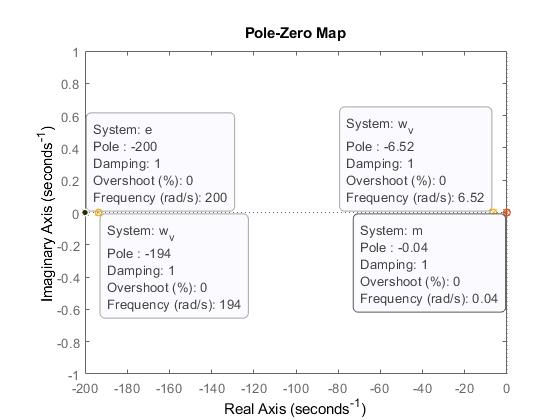 Pole-Zero Map
Imaginary Axis (seconds⁻¹)
1
0.8
0.6
0.4
0.2
0
-0.2
-0.4
-0.6
-0.8
-1
System: e
Pole : -200
Damping: 1
Overshoot (%): 0
Frequency (rad/s): 200
System: wᵥ
Pole : -6.52
Damping: 1
Overshoot (%): 0
Frequency (rad/s): 6.52
System: wᵥ
Pole : -194
Damping: 1
Overshoot (%): 0
Frequency (rad/s): 194
System: m
Pole : -0.04
Damping: 1
Overshoot (%): 0
Frequency (rad/s): 0.04
-200 -180 -160 -140 -120 -100 -80 -60 -40 -20 0
Real Axis (seconds⁻¹)